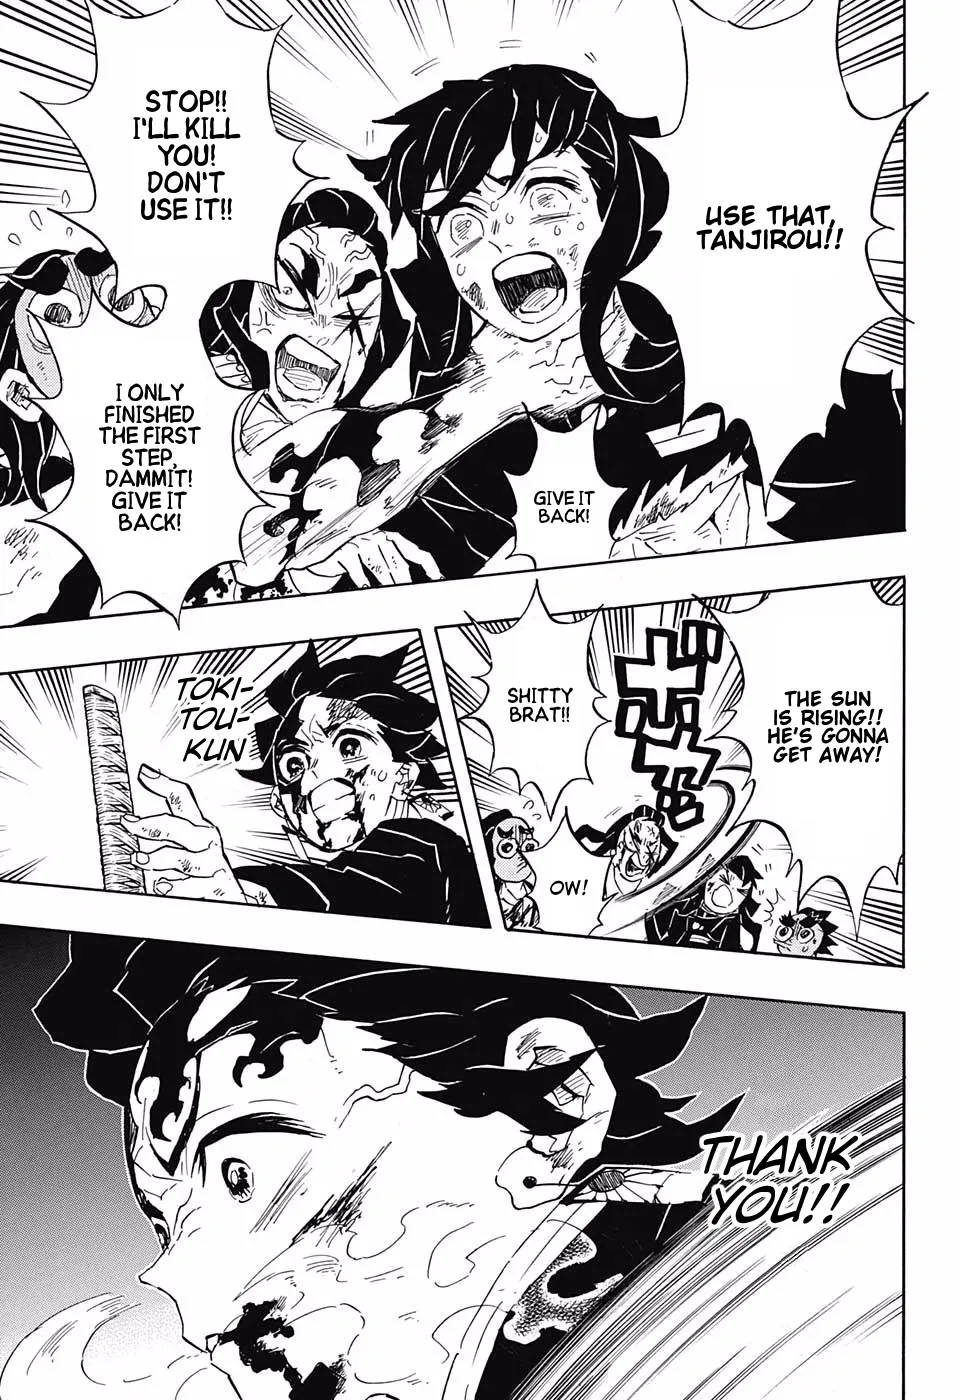 USE THAT,
TANJIROU!!
STOP!!
I'LL KILL
YOU!
DON'T
USE IT!!
GIVE IT
BACK!
I ONLY
FINISHED
THE FIRST
STEP,
DAMMIT!
GIVE IT
BACK!
THE SUN
IS RISING!!
HE'S GONNA
GET AWAY!
SHITTY
BRAT!!
OW!
TOKI-
TOU-
KUN
THANK
YOU!!